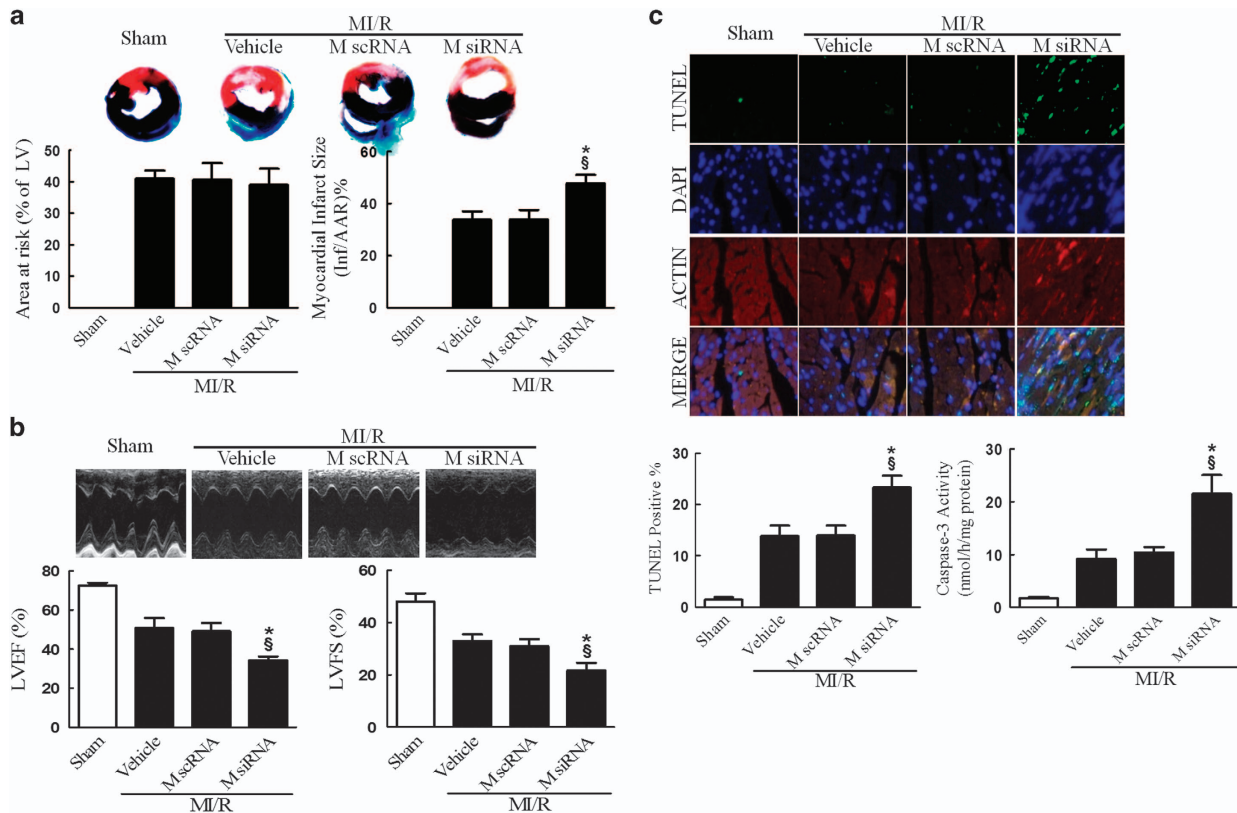 a
MI/R
Sham
Vehicle
M scRNA
M siRNA
Area at risk (% of LV)
50
40
30
20
10
0
Sham
Vehicle
M scRNA
M siRNA
MI/R
Myocardial Infarct Size
(Inf/AAR)%
60
40
20
0
*
§
Sham
Vehicle
M scRNA
M siRNA
MI/R
b
MI/R
Sham
Vehicle
M scRNA
M siRNA
LVEF (%)
80
60
40
20
0
*
§
Sham
Vehicle
M scRNA
M siRNA
MI/R
LVFS (%)
60
40
20
0
*
§
Sham
Vehicle
M scRNA
M siRNA
MI/R
c
MI/R
Sham
Vehicle
M scRNA
M siRNA
TUNEL
DAPI
ACTIN
MERGE
TUNEL Positive %
30
20
10
0
*
§
Sham
Vehicle
M scRNA
M siRNA
MI/R
Caspase-3 Activity
(nmol/h/mg protein)
30
20
10
0
*
§
Sham
Vehicle
M scRNA
M siRNA
MI/R